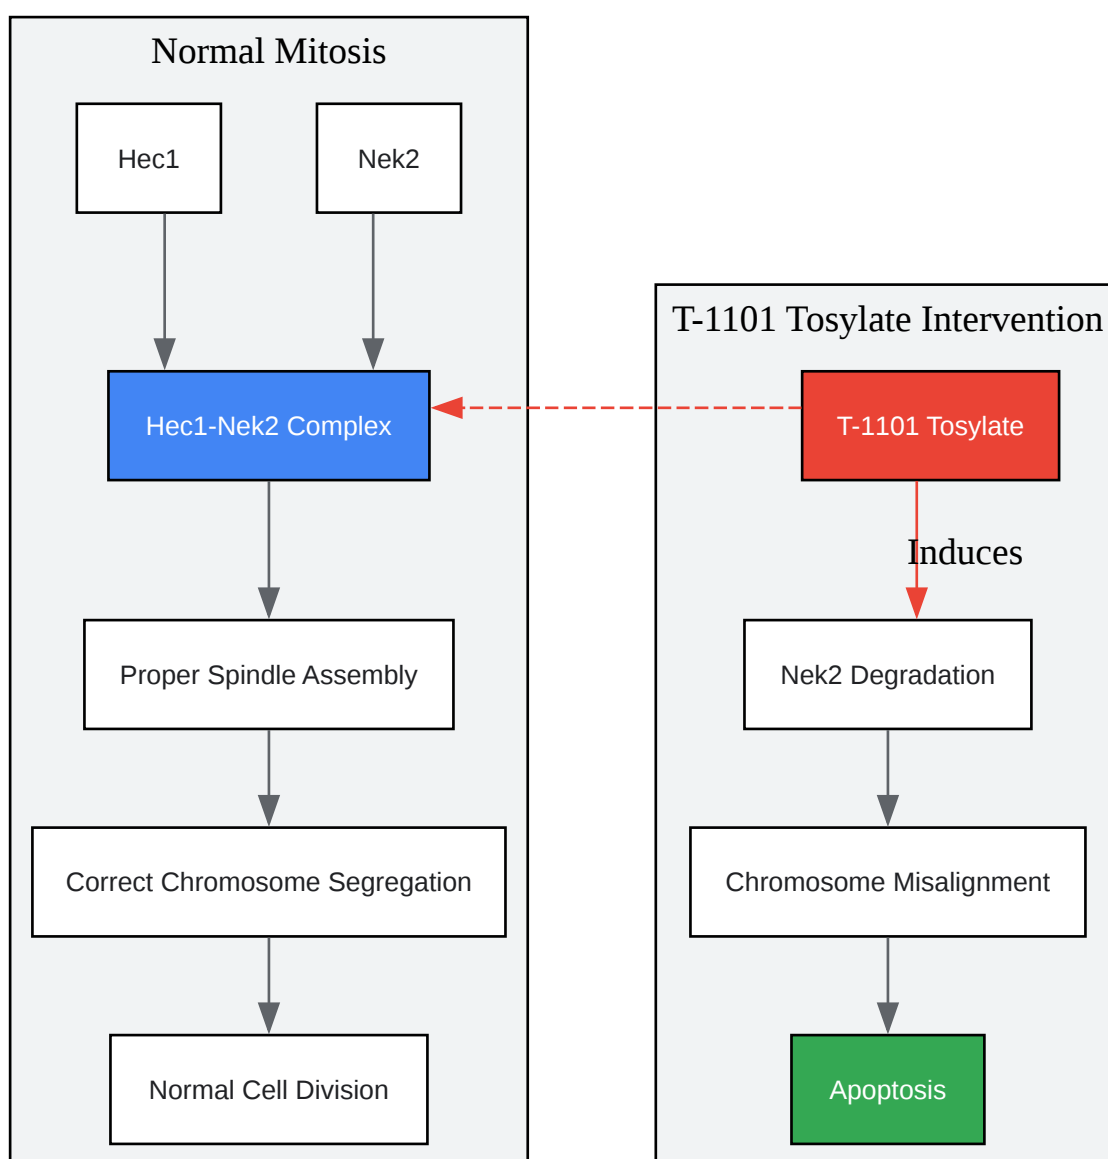 Normal Mitosis
Hec1
Nek2
Hec1-Nek2 Complex
Proper Spindle Assembly
Correct Chromosome Segregation
Normal Cell Division
T-1101 Tosylate Intervention
T-1101 Tosylate
Induces
Nek2 Degradation
Chromosome Misalignment
Apoptosis